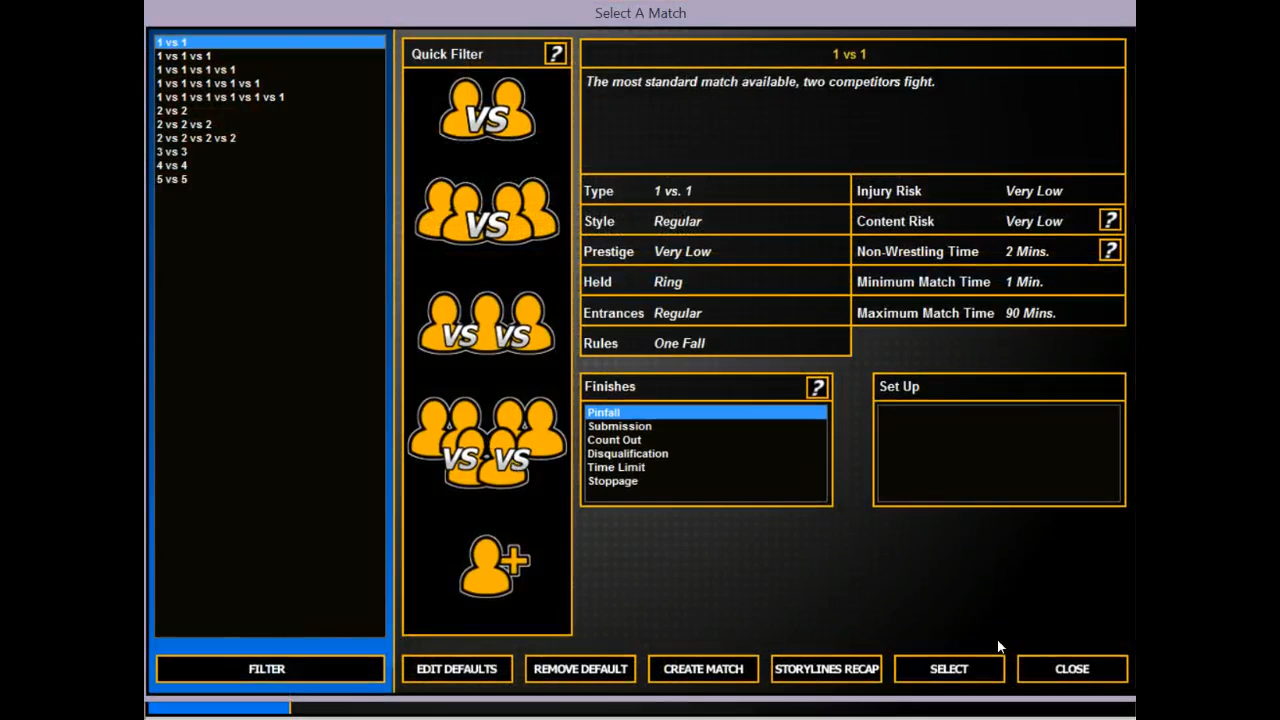 Select A Match
1 vs 1
1 vs 1 vs 1
1 vs 1 vs 1 vs 1
1 vs 1 vs 1 vs 1 vs 1
1 vs 1 vs 1 vs 1 vs 1 vs 1
2 vs 2
2 vs 2 vs 2
2 vs 2 vs 2 vs 2
3 vs 3
4 vs 4
5 vs 5
FILTER
Quick Filter ?
VS
VS
VS VS
VS VS
1 vs 1
The most standard match available, two competitors fight.
Type 1 vs. 1
Style Regular
Prestige Very Low
Held Ring
Entrances Regular
Rules One Fall
Injury Risk Very Low
Content Risk Very Low ?
Non-Wrestling Time 2 Mins. ?
Minimum Match Time 1 Min.
Maximum Match Time 90 Mins.
Finishes ?
Pinfall
Submission
Count Out
Disqualification
Time Limit
Stoppage
Set Up
EDIT DEFAULTS REMOVE DEFAULT CREATE MATCH STORYLINES RECAP SELECT CLOSE